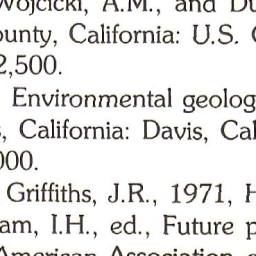 Wojcicki, A.M., and Du
ounty, California: U.S. G
2,500.
Environmental geolog
, California: Davis, Cal
000.
Griffiths, J.R., 1971, H
am, I.H., ed., Future p
American Association